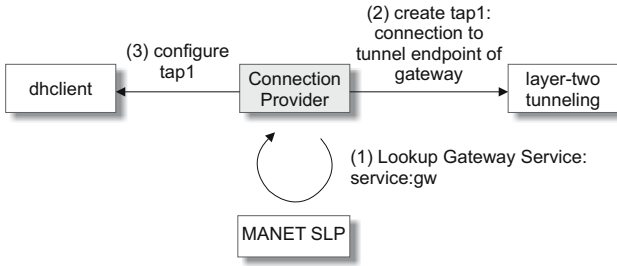 (2) create tap1:
connection to
tunnel endpoint of
gateway
(3) configure
tap1
dhclient
Connection
Provider
layer-two
tunneling
(1) Lookup Gateway Service:
service:gw
MANET SLP